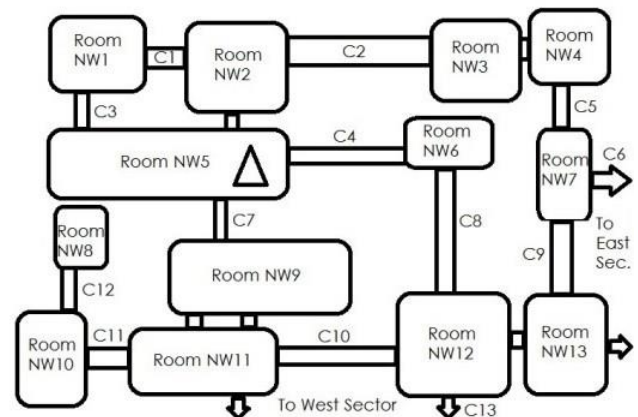 Room
NW1
C1
Room
NW2
C2
Room
NW3
Room
NW4
C3
C5
Room NW5
C4
Room
NW6
Room
NW7
C6
C7
C8
To
East
Sec.
Room
NW8
Room NW9
C9
C12
Room
NW10
C11
Room NW11
C10
Room
NW12
Room
NW13
To West Sector
C13